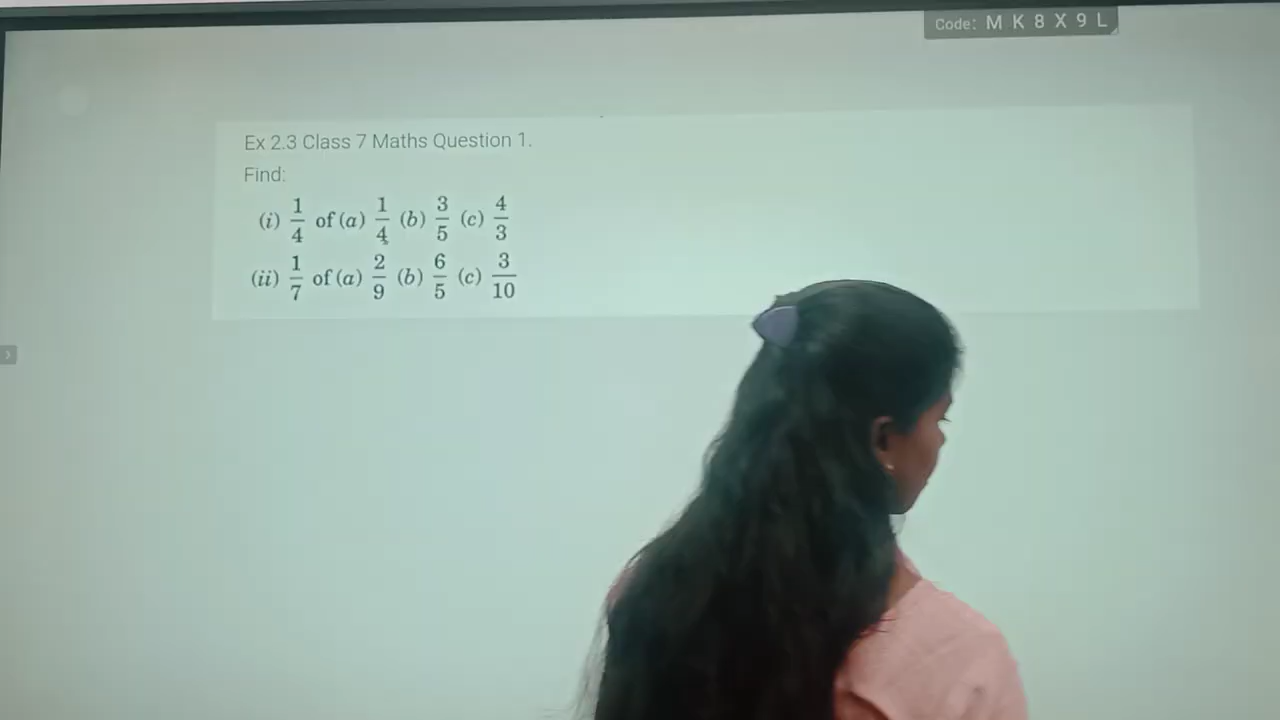 Code: M K 8 X 9 L
Ex 2.3 Class 7 Maths Question 1.
Find:
(i) 1/4 of (a) 1/4 (b) 3/5 (c) 4/3
(ii) 1/7 of (a) 2/9 (b) 6/5 (c) 3/10